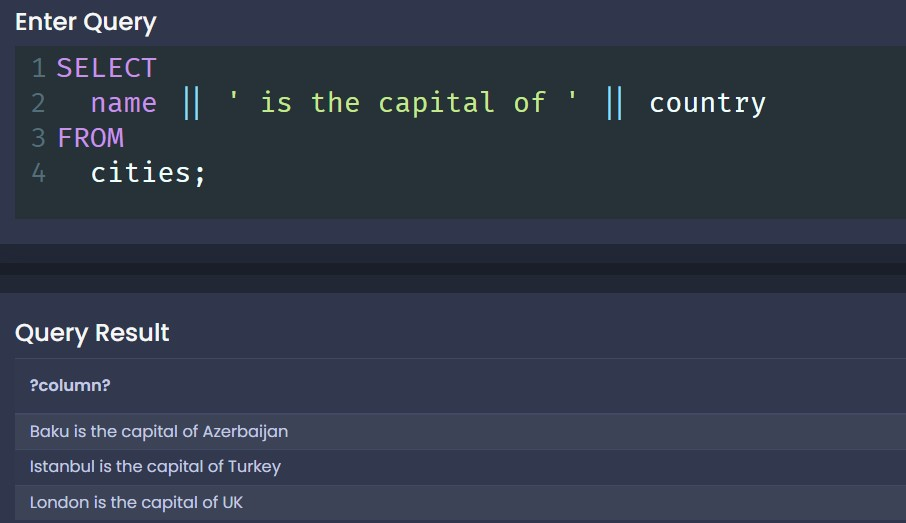 Enter Query
1 SELECT
2   name || ' is the capital of ' || country
3 FROM
4   cities;
Query Result
?column?
Baku is the capital of Azerbaijan
Istanbul is the capital of Turkey
London is the capital of UK